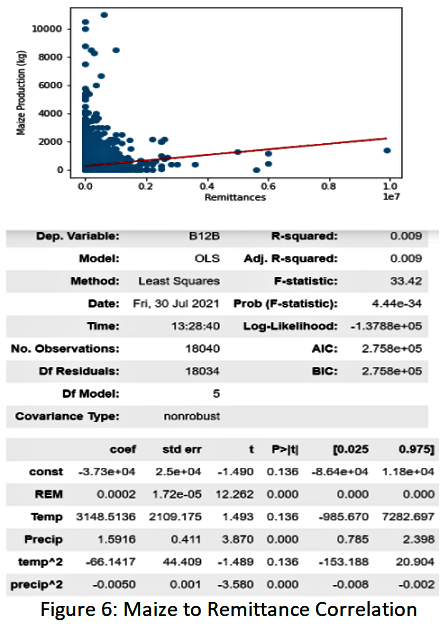 10000
8000
6000
4000
2000
0
Maize Production (kg)
0.0 0.2 0.4 0.6 0.8 1.0
Remittances 1e7
Dep. Variable: B12B R-squared: 0.009
Model: OLS Adj. R-squared: 0.009
Method: Least Squares F-statistic: 33.42
Date: Fri, 30 Jul 2021 Prob (F-statistic): 4.44e-34
Time: 13:28:40 Log-Likelihood: -1.3788e+05
No. Observations: 18040 AIC: 2.758e+05
Df Residuals: 18034 BIC: 2.758e+05
Df Model: 5
Covariance Type: nonrobust
coef std err t P>|t| [0.025 0.975]
const -3.73e+04 2.5e+04 -1.490 0.136 -8.64e+04 1.18e+04
REM 0.0002 1.72e-05 12.262 0.000 0.000 0.000
Temp 3148.5136 2109.175 1.493 0.136 -985.670 7282.697
Precip 1.5916 0.411 3.870 0.000 0.785 2.398
temp^2 -66.1417 44.409 -1.489 0.136 -153.188 20.904
precip^2 -0.0050 0.001 -3.580 0.000 -0.008 -0.002
Figure 6: Maize to Remittance Correlation